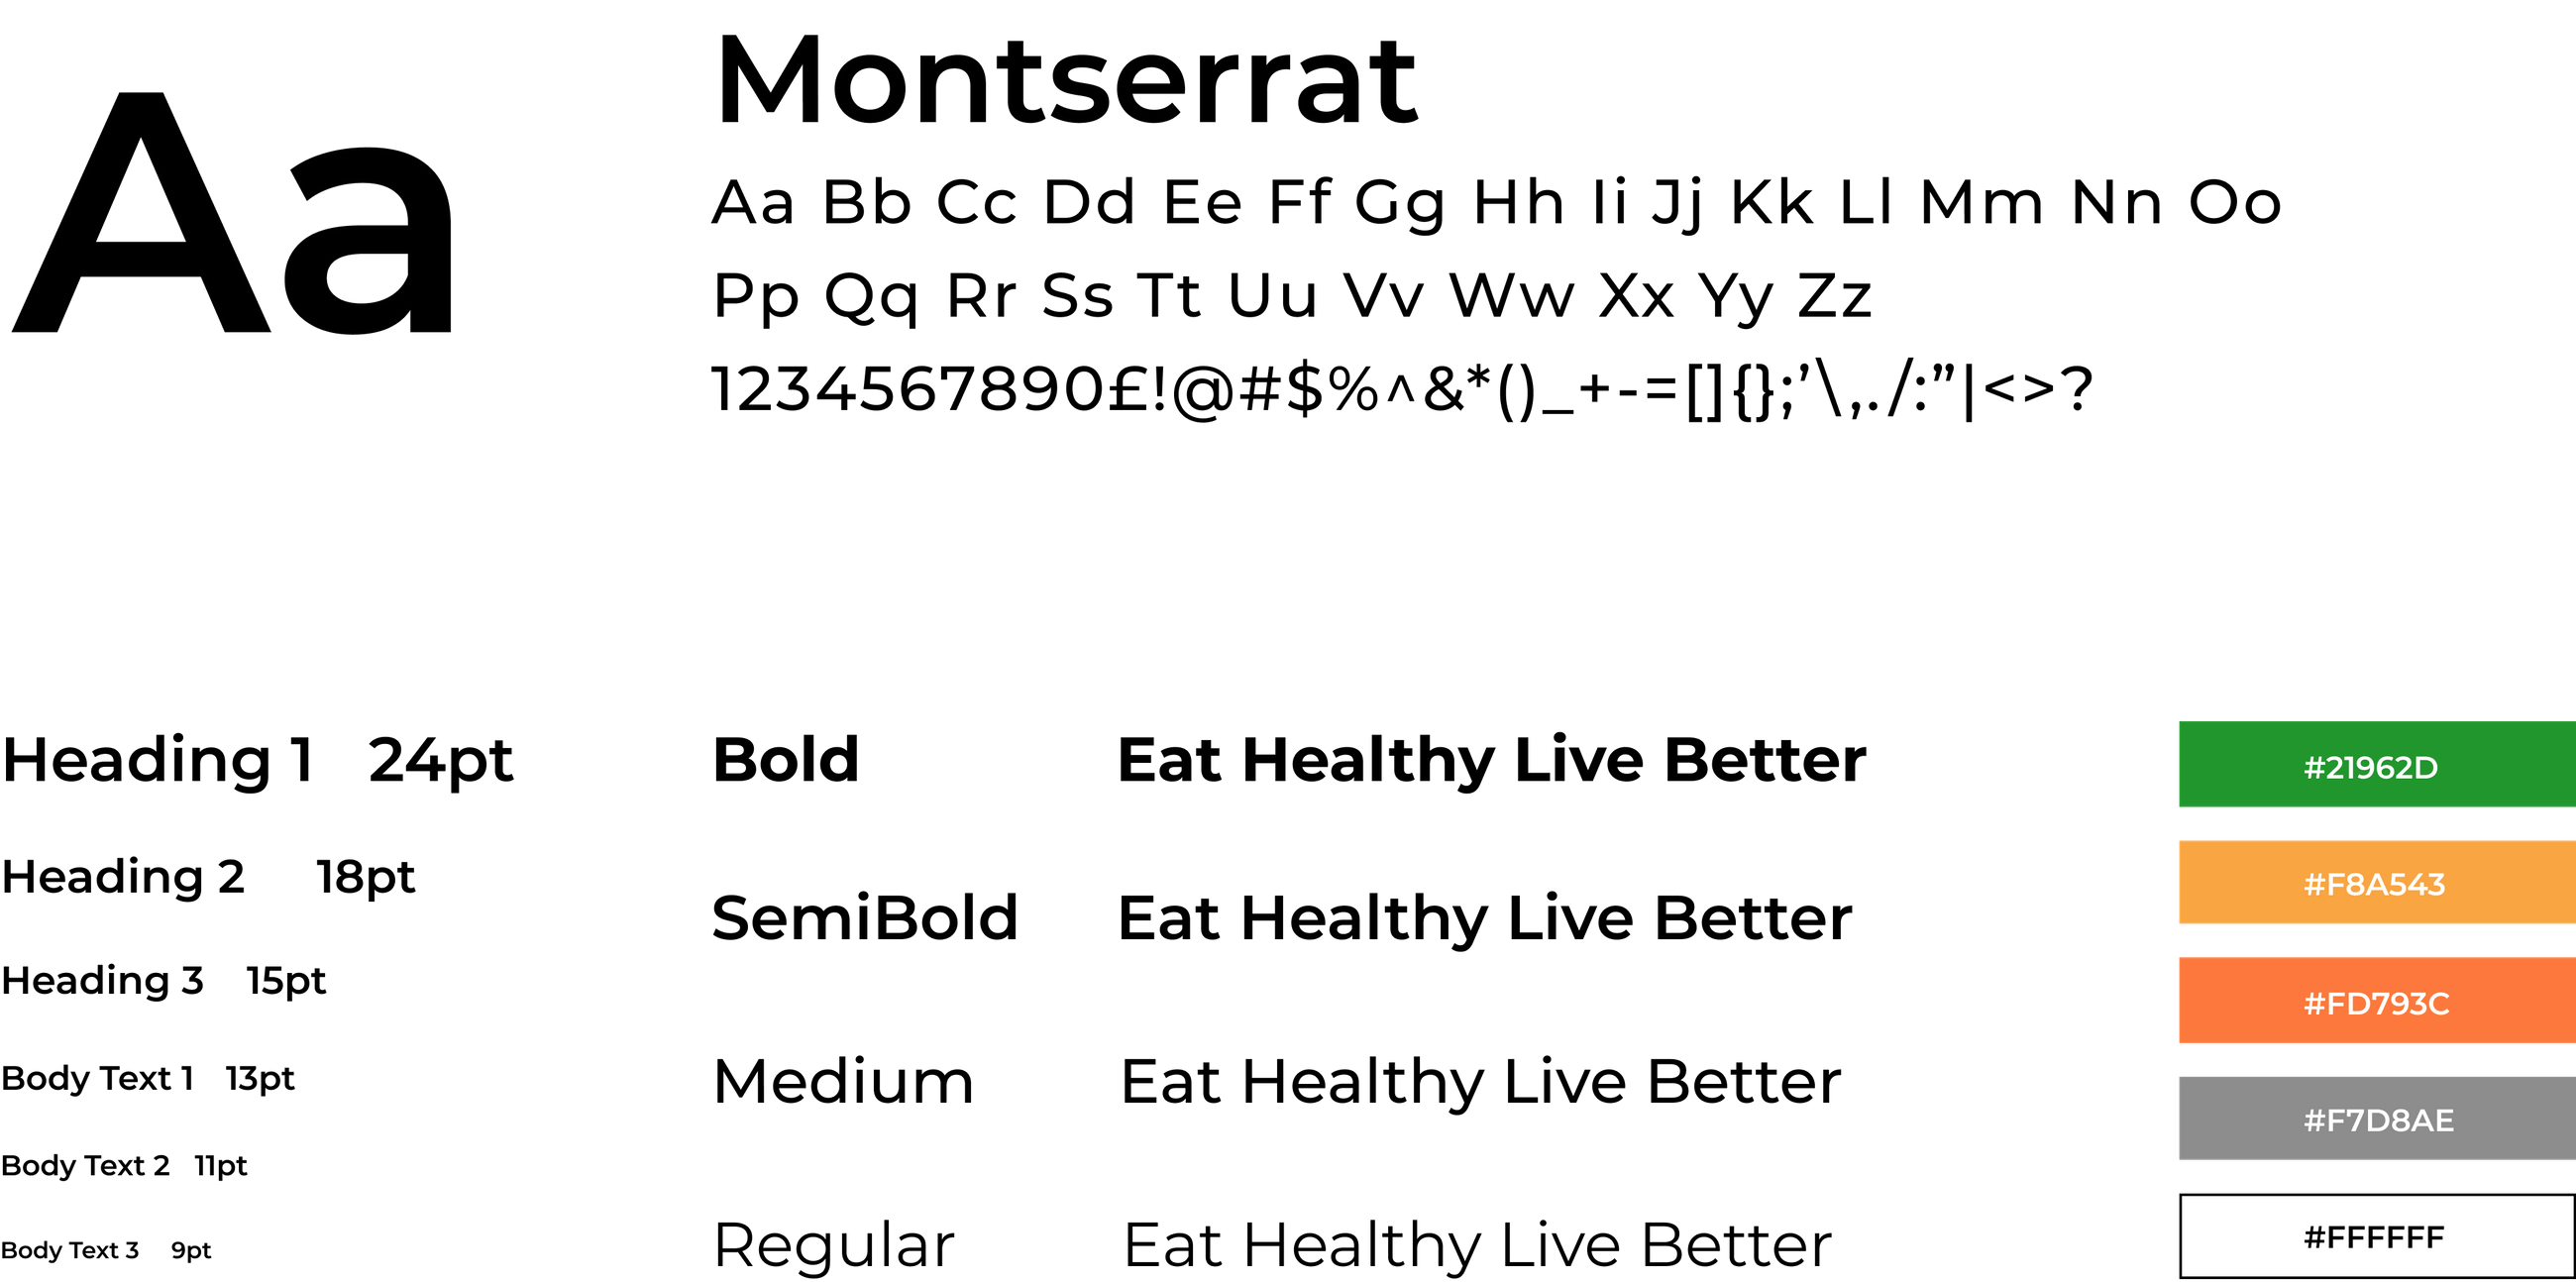 Aa
Montserrat
Aa Bb Cc Dd Ee Ff Gg Hh Ii Jj Kk Ll Mm Nn Oo
Pp Qq Rr Ss Tt Uu Vv Ww Xx Yy Zz
1234567890£!@#$%^&*()_+-=[]{};’\,./:”|<>?
Heading 1 24pt
Heading 2 18pt
Heading 3 15pt
Body Text 1 13pt
Body Text 2 11pt
Body Text 3 9pt
Bold Eat Healthy Live Better
SemiBold Eat Healthy Live Better
Medium Eat Healthy Live Better
Regular Eat Healthy Live Better
#21962D
#F8A543
#FD793C
#F7D8AE
#FFFFFF